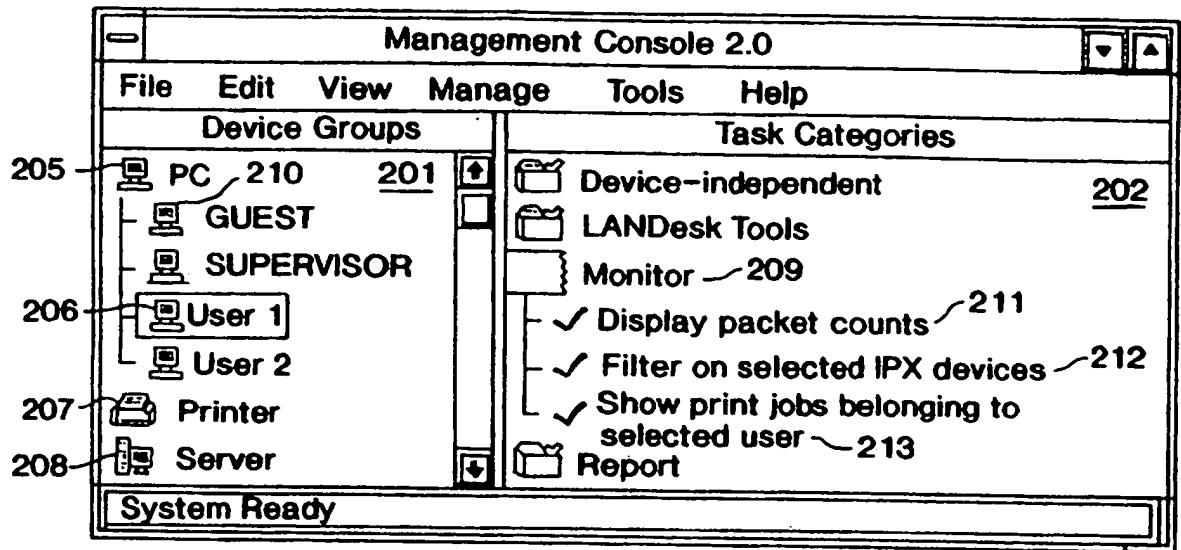 Management Console 2.0
File Edit View Manage Tools Help
Device Groups
Task Categories
205
PC
210
201
GUEST
SUPERVISOR
206
User 1
User 2
207
Printer
208
Server
Device-independent
202
LANDesk Tools
Monitor
209
Display packet counts
211
Filter on selected IPX devices
212
Show print jobs belonging to
selected user
213
Report
System Ready